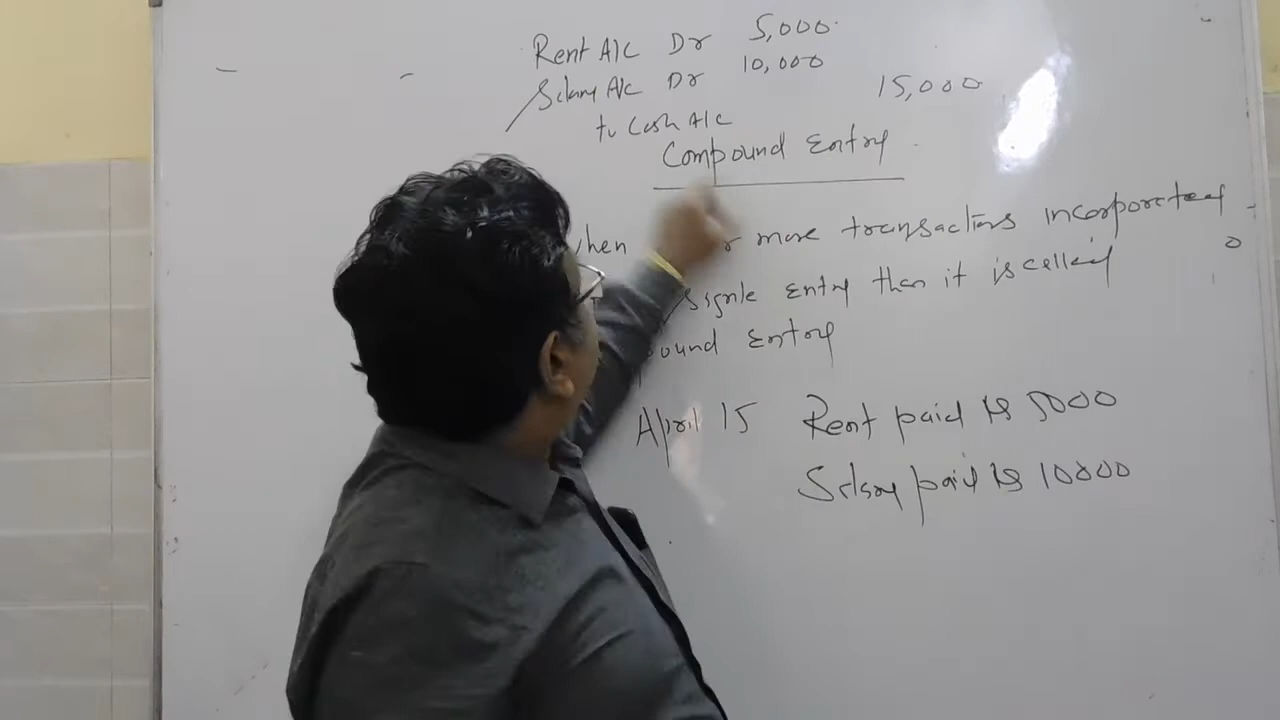 Rent A/c Dr 5,000
Salary A/c Dr 10,000
to Cash A/c 15,000
Compound Entry
when more transactions incorporated
single Entry then it is called
ound Entry
April 15 Rent paid Rs 5000
Salary paid Rs 10000